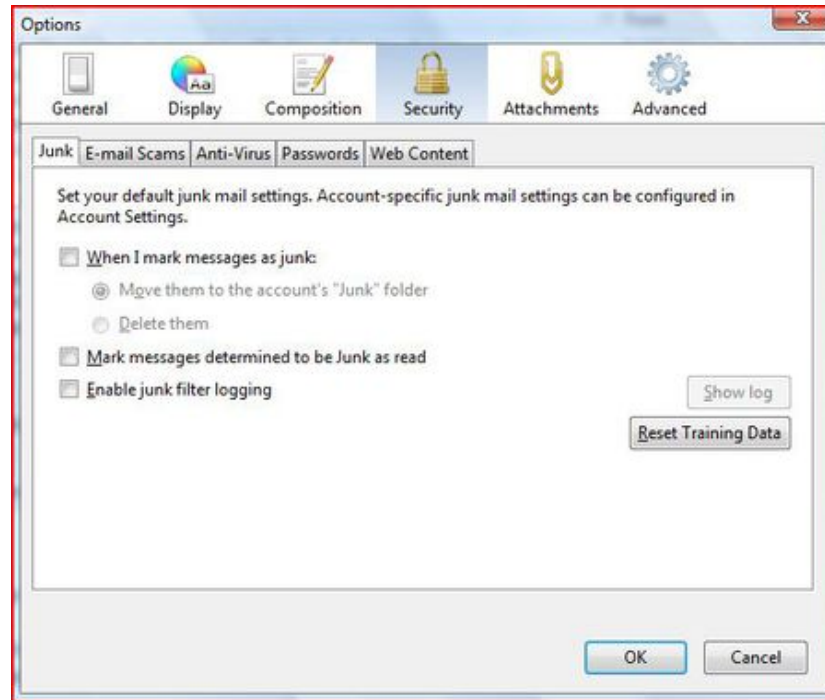 Options
General Display Composition Security Attachments Advanced
Junk E-mail Scams Anti-Virus Passwords Web Content
Set your default junk mail settings. Account-specific junk mail settings can be configured in
Account Settings.
When I mark messages as junk:
Move them to the account's "Junk" folder
Delete them
Mark messages determined to be Junk as read
Enable junk filter logging
Show log
Reset Training Data
OK Cancel